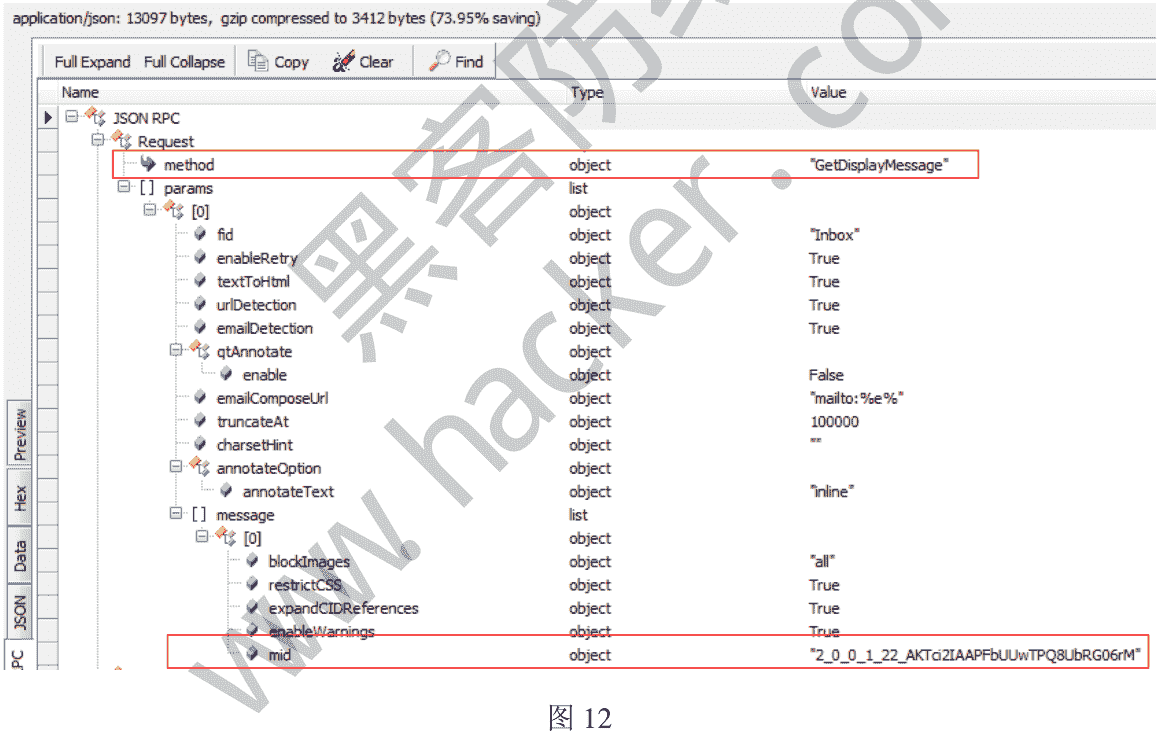 application/json: 13097 bytes, gzip compressed to 3412 bytes (73.95% saving)
Full Expand Full Collapse Copy Clear Find
Name Type Value
JSON RPC
Request
method object "GetDisplayMessage"
[ ] params list
[0] object
fid object "Inbox"
enableRetry object True
textToHtml object True
urlDetection object True
emailDetection object True
qtAnnotate object
enable object False
emailComposeUrl object "mailto:%e%"
truncateAt object 100000
charsetHint object ""
annotateOption object
annotateText object "inline"
[ ] message list
[0] object
blockImages object "all"
restrictCSS object True
expandCIDReferences object True
enableWarnings object True
mid object "2_0_0_1_22_AKTci2IAAPFbUUwTPQ8UbRG06rM"
Preview
Hex
Data
JSON
RPC
黑客防线
www.hacker.com
图 12